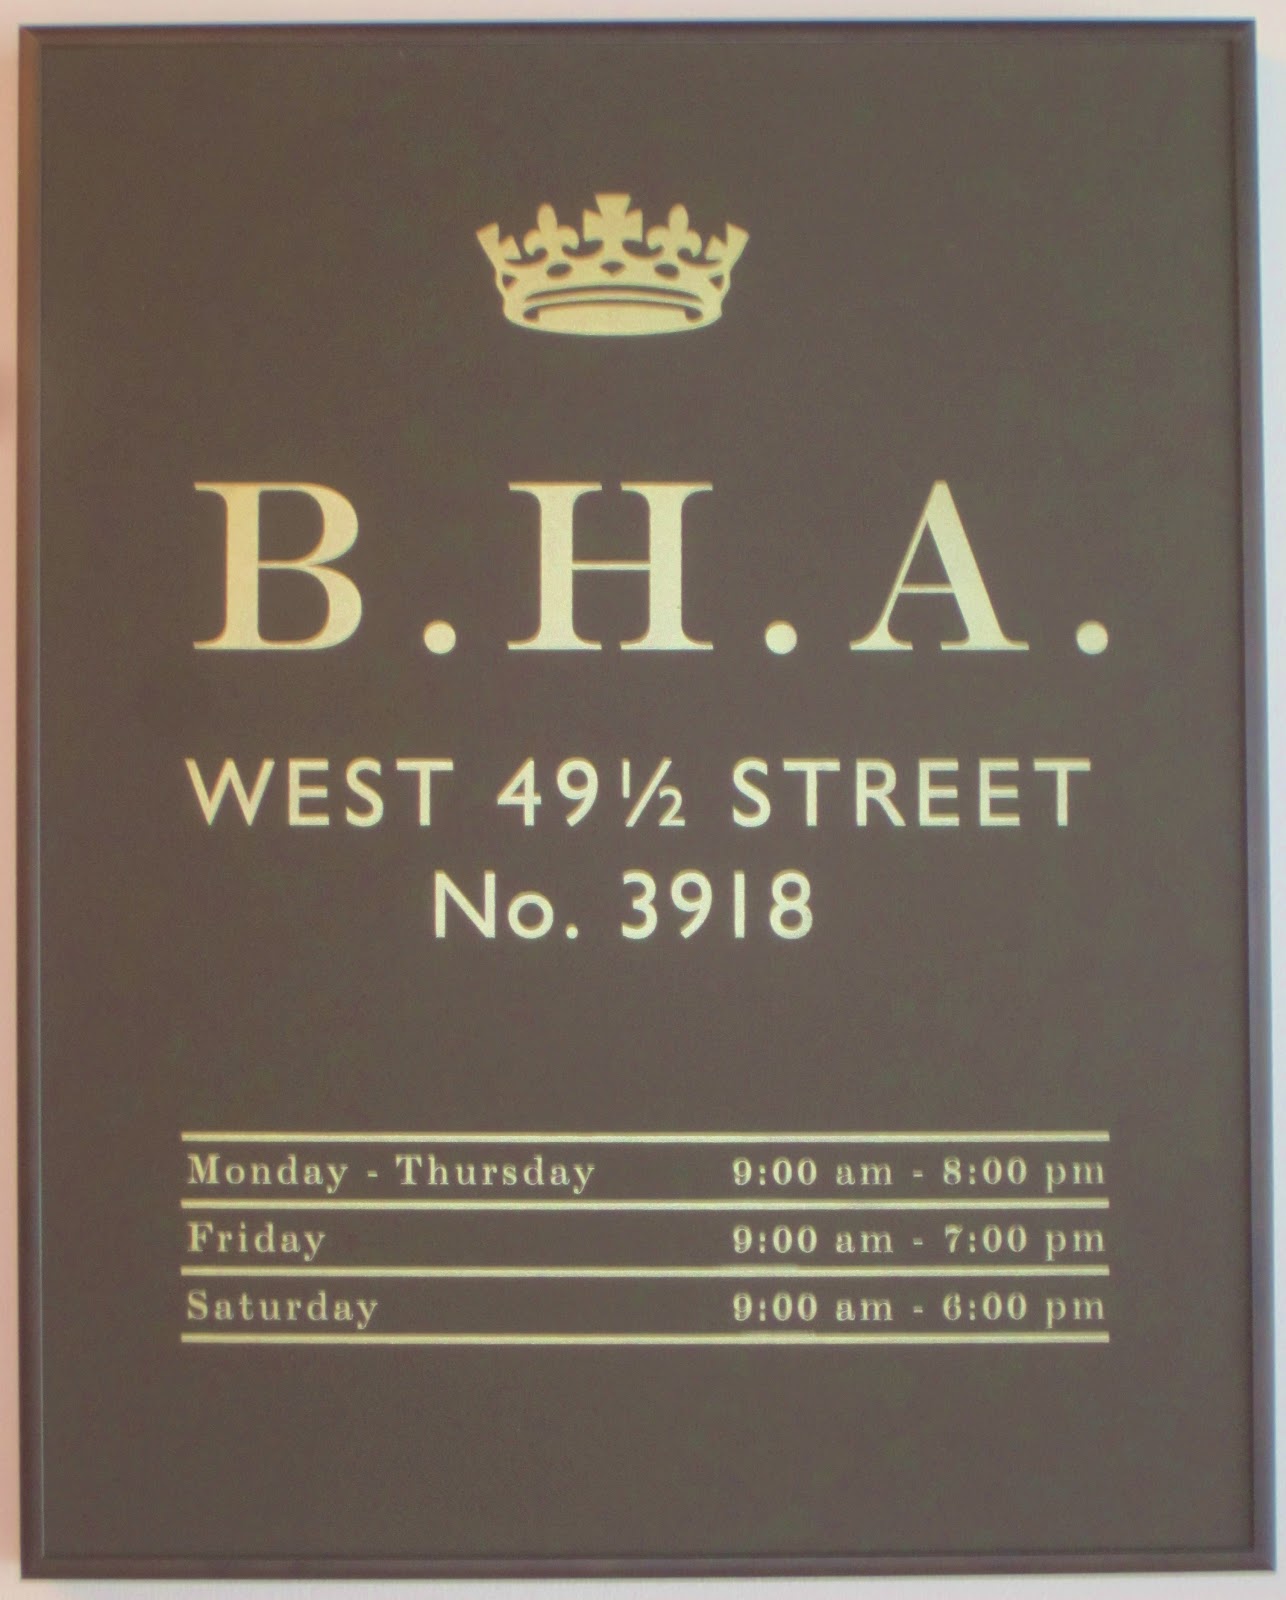 B.H.A.
WEST 49½ STREET
No. 3918
Monday - Thursday 9:00 am - 8:00 pm
Friday 9:00 am - 7:00 pm
Saturday 9:00 am - 6:00 pm